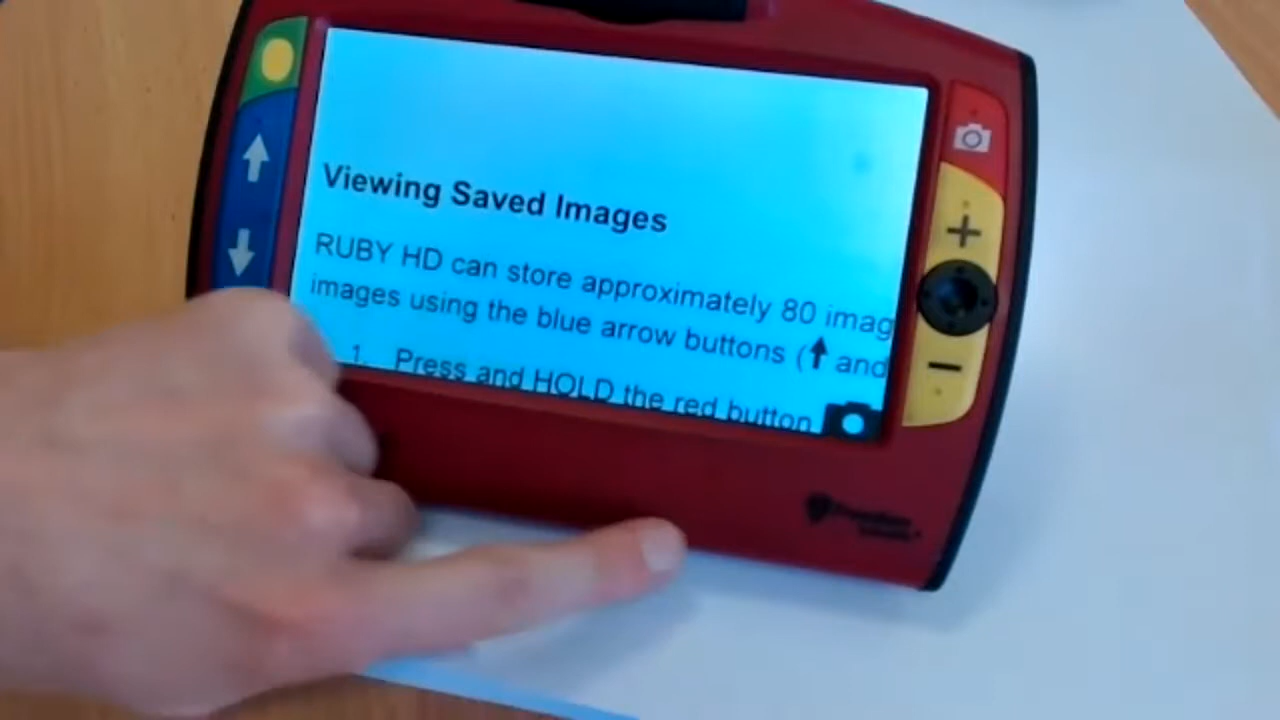 Viewing Saved Images
RUBY HD can store approximately 80 imag
images using the blue arrow buttons (↑ and
1. Press and HOLD the red button
Freedom